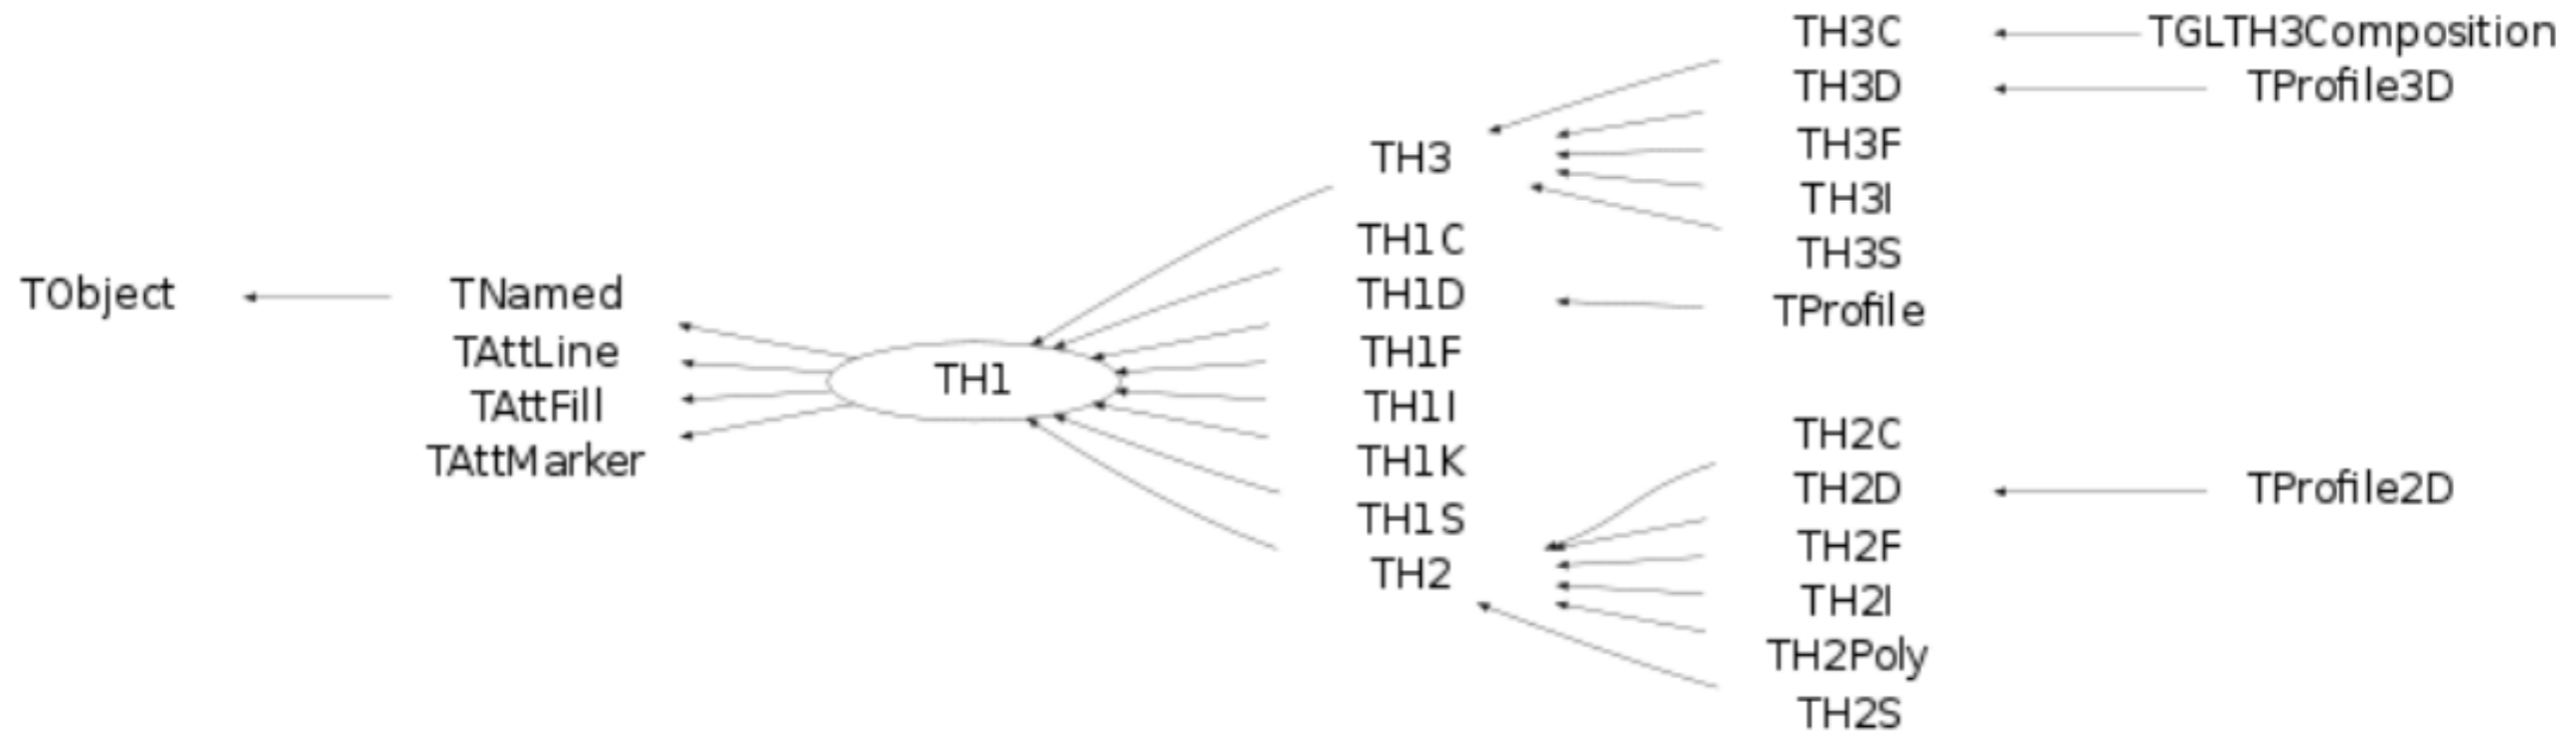 TObject
TNamed
TAttLine
TAttFill
TAttMarker
TH1
TH3
TH1C
TH1D
TH1F
TH1I
TH1K
TH1S
TH2
TH3C
TH3D
TH3F
TH3I
TH3S
TProfile
TH2C
TH2D
TH2F
TH2I
TH2Poly
TH2S
TGLTH3Composition
TProfile3D
TProfile2D